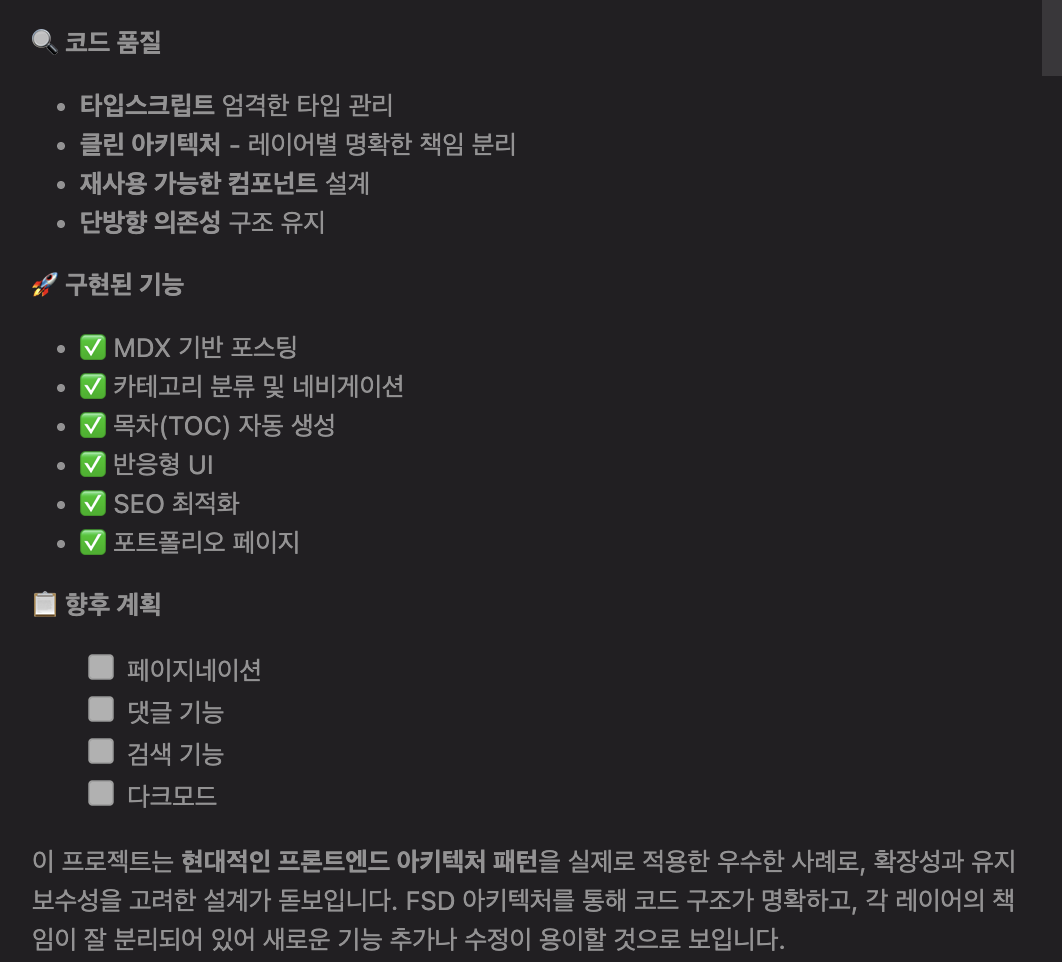 🔍 코드 품질
• 타입스크립트 엄격한 타입 관리
• 클린 아키텍처 - 레이어별 명확한 책임 분리
• 재사용 가능한 컴포넌트 설계
• 단방향 의존성 구조 유지
🚀 구현된 기능
• ✅ MDX 기반 포스팅
• ✅ 카테고리 분류 및 네비게이션
• ✅ 목차(TOC) 자동 생성
• ✅ 반응형 UI
• ✅ SEO 최적화
• ✅ 포트폴리오 페이지
📋 향후 계획
페이지네이션
댓글 기능
검색 기능
다크모드
이 프로젝트는 현대적인 프론트엔드 아키텍처 패턴을 실제로 적용한 우수한 사례로, 확장성과 유지
보수성을 고려한 설계가 돋보입니다. FSD 아키텍처를 통해 코드 구조가 명확하고, 각 레이어의 책
임이 잘 분리되어 있어 새로운 기능 추가나 수정이 용이할 것으로 보입니다.